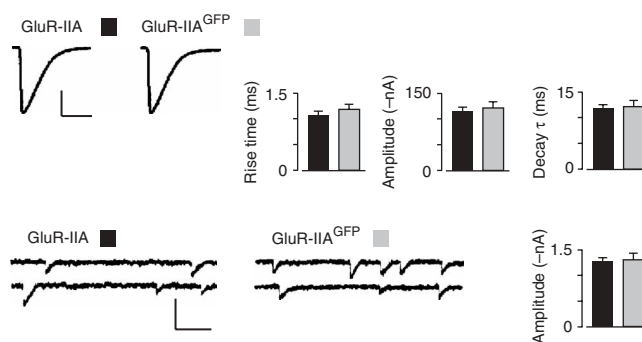 GluR-IIA
GluR-IIA^GFP
Rise time (ms)
1.5
0
Amplitude (–nA)
150
0
Decay τ (ms)
15
0
GluR-IIA
GluR-IIA^GFP
Amplitude (–nA)
1.5
0